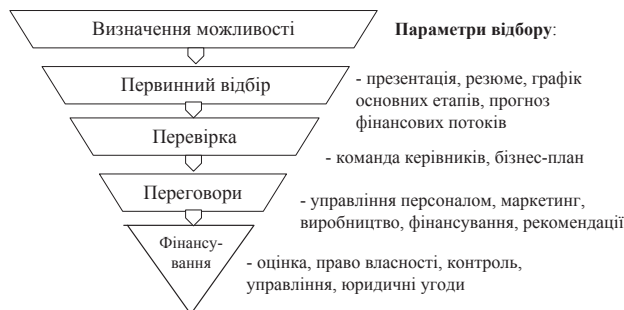 Визначення можливості
Параметри відбору:
Первинний відбір
- презентація, резюме, графік
основних етапів, прогноз
фінансових потоків
Перевірка
- команда керівників, бізнес-план
Переговори
- управління персоналом, маркетинг,
виробництво, фінансування, рекомендації
Фінансу-
вання
- оцінка, право власності, контроль,
управління, юридичні угоди